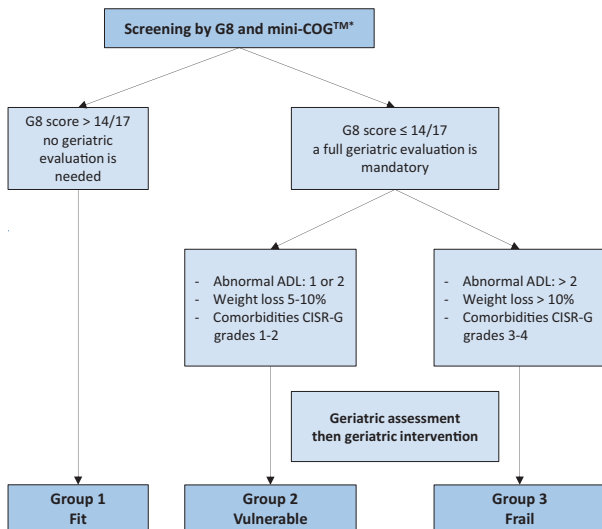 Screening by G8 and mini-COG™*
G8 score > 14/17
no geriatric
evaluation is
needed
G8 score ≤ 14/17
a full geriatric evaluation is
mandatory
- Abnormal ADL: 1 or 2
- Weight loss 5-10%
- Comorbidities CISR-G
grades 1-2
- Abnormal ADL: > 2
- Weight loss > 10%
- Comorbidities CISR-G
grades 3-4
Geriatric assessment
then geriatric intervention
Group 1
Fit
Group 2
Vulnerable
Group 3
Frail